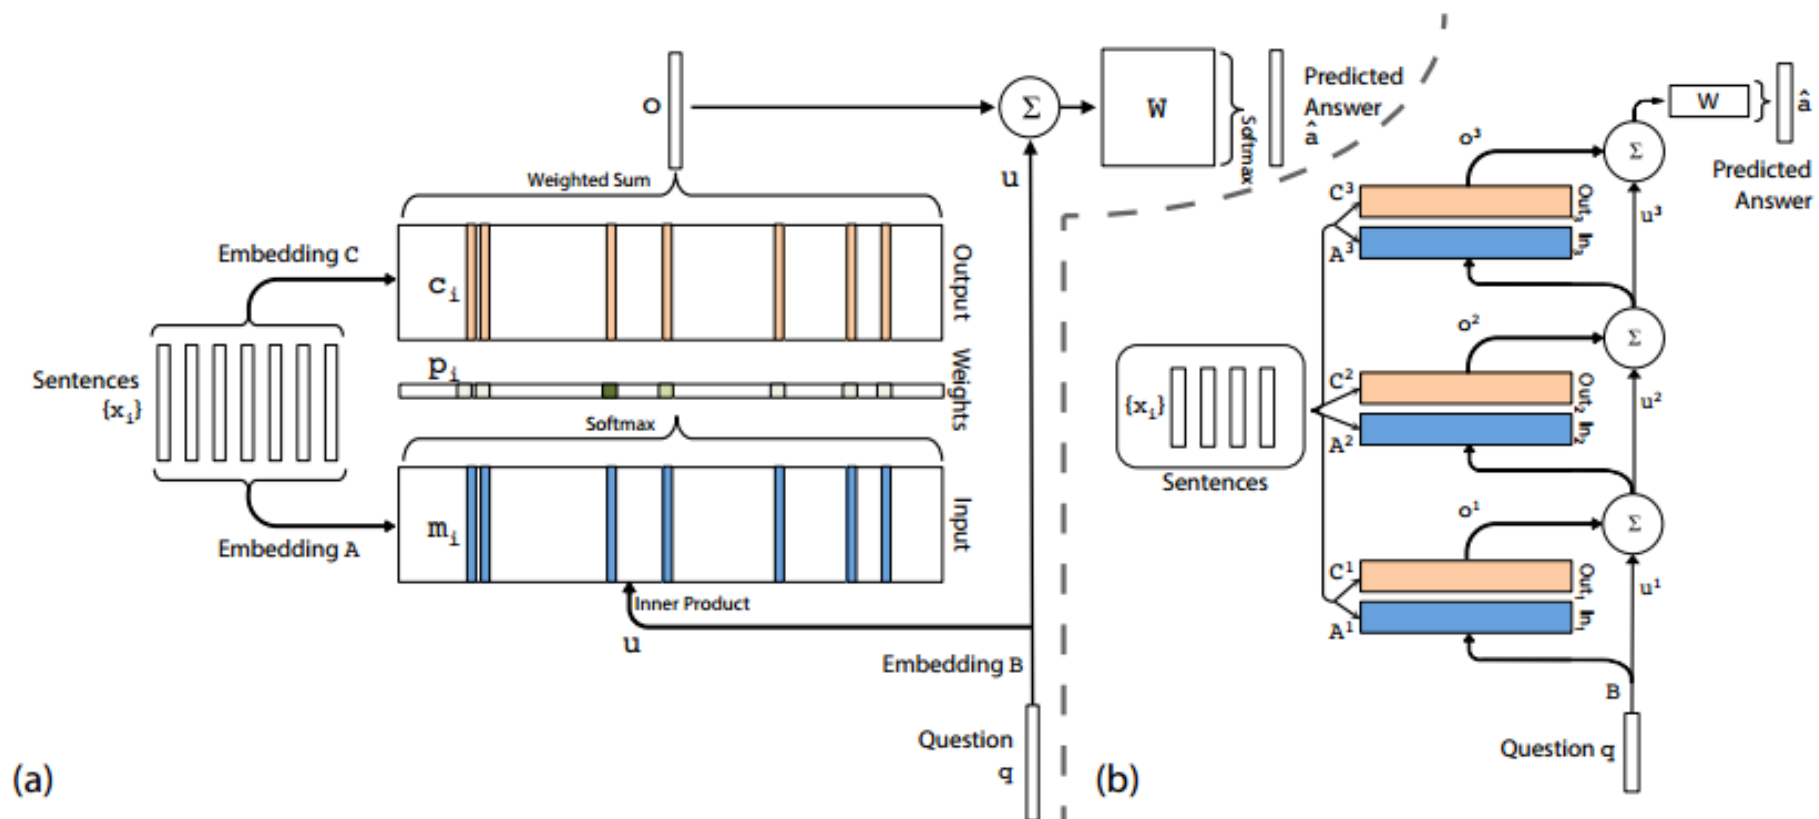 O
Σ
W
Softmax
Predicted
Answer
â
Weighted Sum
u
Embedding C
c_i
Output
Sentences
{x_i}
p_i
Weights
Softmax
Embedding A
m_i
Input
Inner Product
u
Embedding B
Question
q
(a)
W
â
Predicted
Answer
Σ
o³
C³
Out₃
A³
In₃
u³
Σ
o²
C²
Out₂
{x_i}
A²
In₂
u²
Sentences
Σ
o¹
C¹
Out₁
A¹
In₁
u¹
B
Question q
(b)